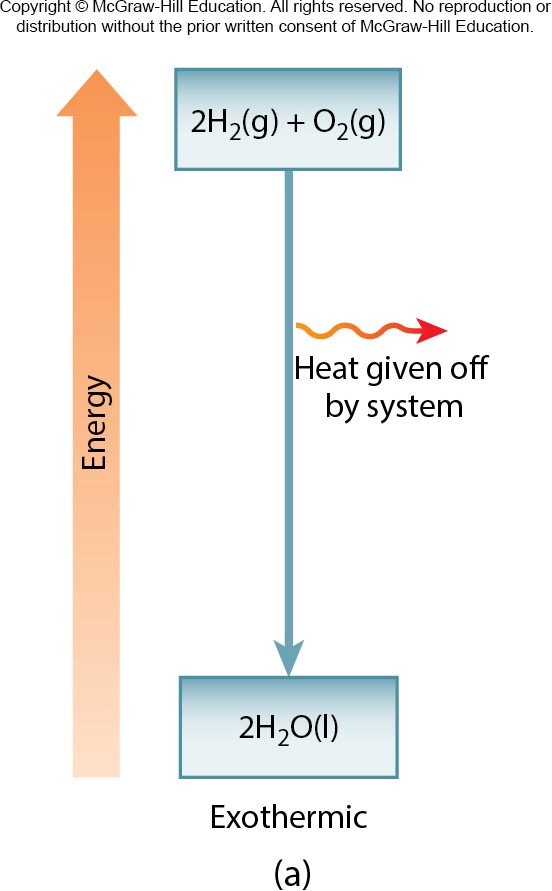 Copyright © McGraw-Hill Education. All rights reserved. No reproduction or
distribution without the prior written consent of McGraw-Hill Education.
2H₂(g) + O₂(g)
Heat given off
by system
Energy
2H₂O(l)
Exothermic
(a)